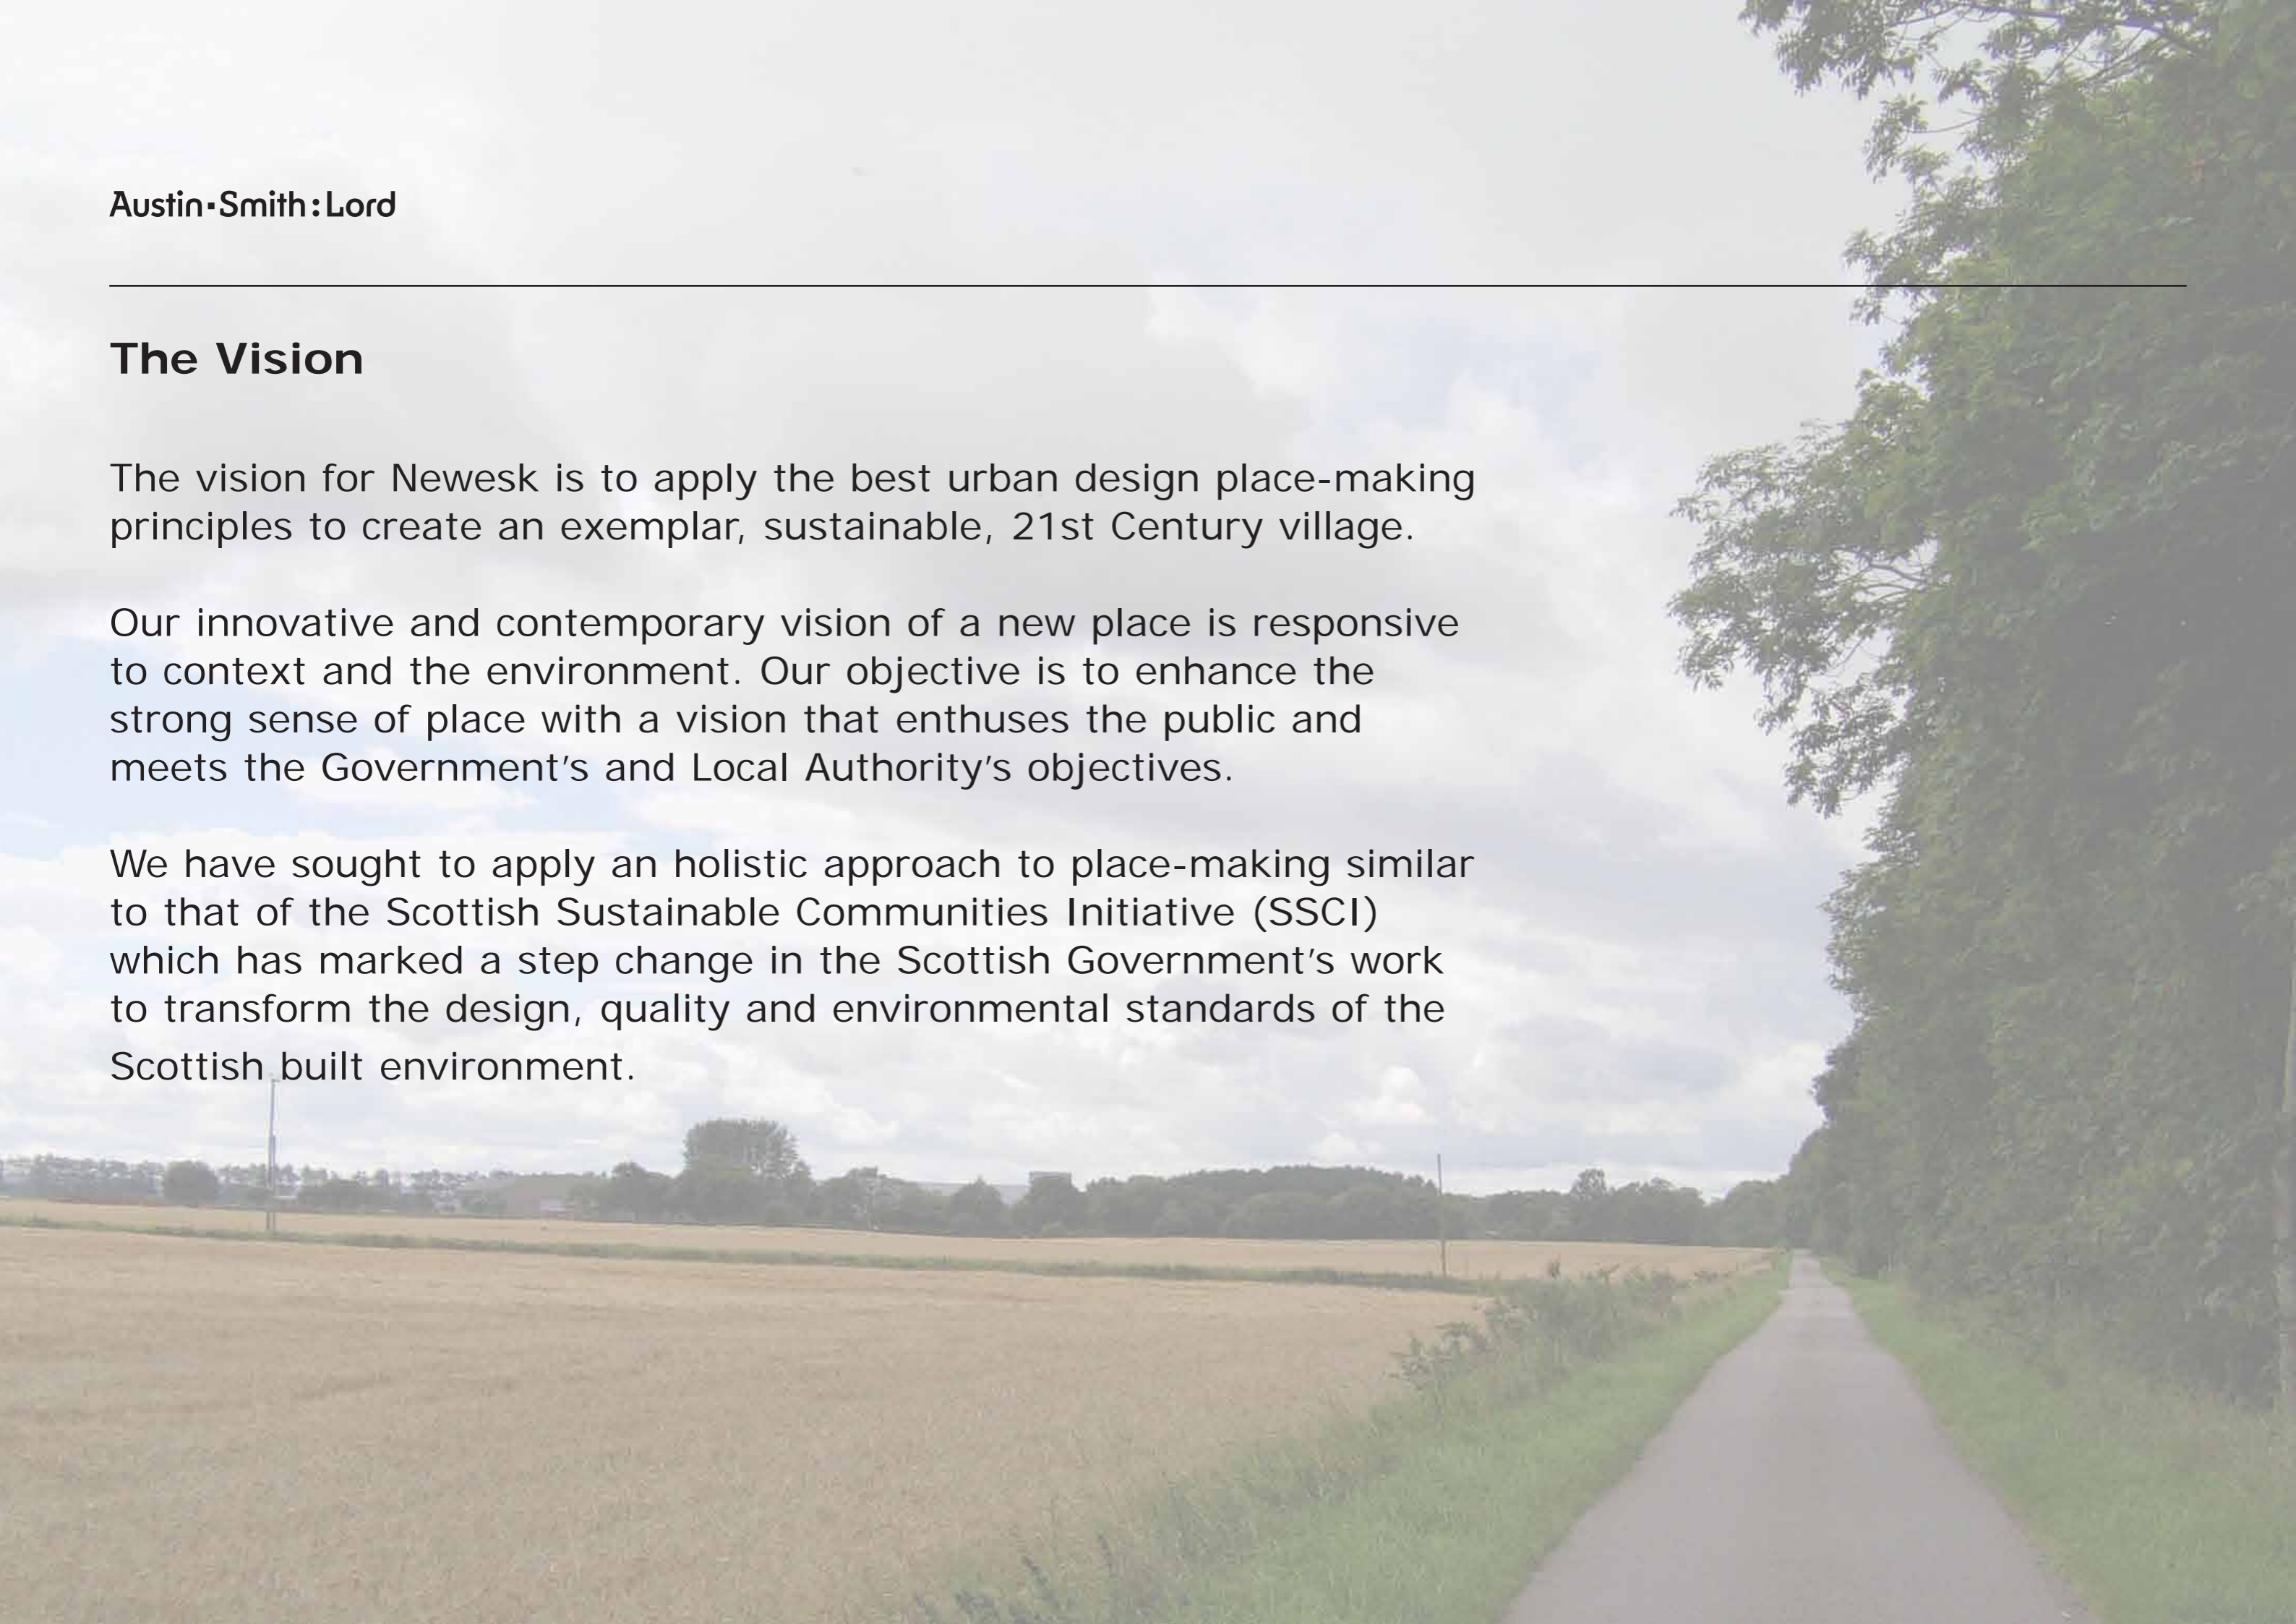 Austin·Smith:Lord
The Vision
The vision for Newesk is to apply the best urban design place-making
principles to create an exemplar, sustainable, 21st Century village.
Our innovative and contemporary vision of a new place is responsive
to context and the environment. Our objective is to enhance the
strong sense of place with a vision that enthuses the public and
meets the Government’s and Local Authority’s objectives.
We have sought to apply an holistic approach to place-making similar
to that of the Scottish Sustainable Communities Initiative (SSCI)
which has marked a step change in the Scottish Government’s work
to transform the design, quality and environmental standards of the
Scottish built environment.